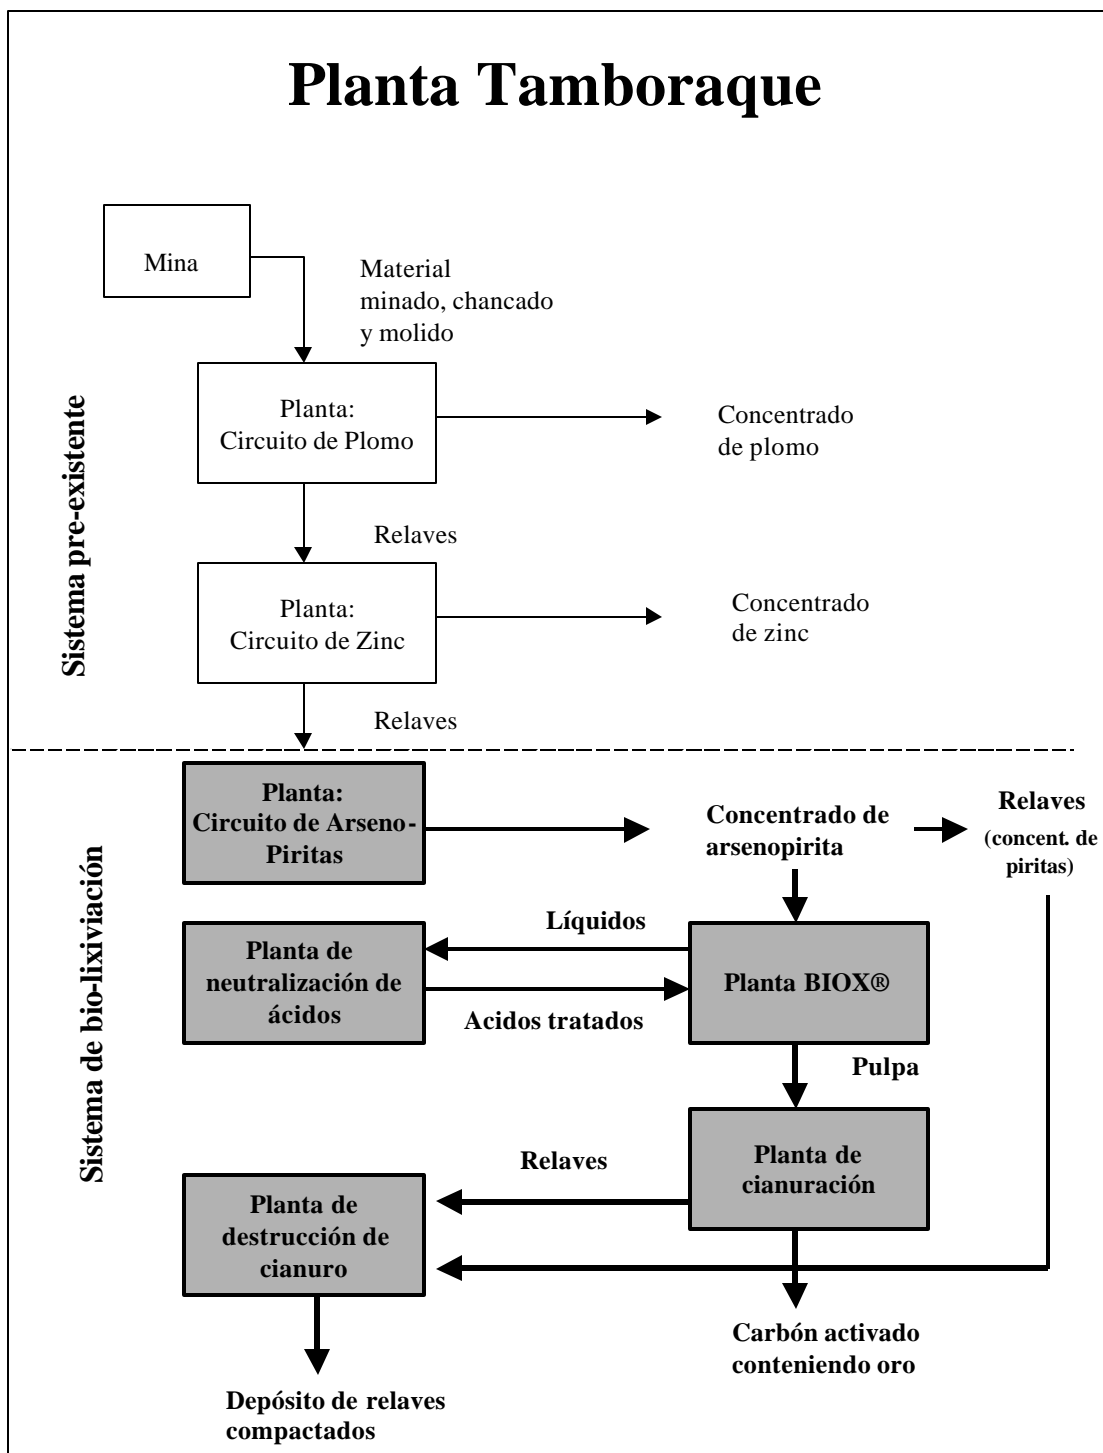 Planta Tamboraque
Mina
Material
minado, chancado
y molido
Planta:
Circuito de Plomo
Concentrado
de plomo
Relaves
Planta:
Circuito de Zinc
Concentrado
de zinc
Relaves
Sistema pre-existente
Planta:
Circuito de Arseno-
Piritas
Concentrado de
arsenopirita
Relaves
(concent. de
piritas)
Líquidos
Planta de
neutralización de
ácidos
Planta BIOX®
Acidos tratados
Pulpa
Sistema de bio-lixiviación
Planta de
cianuración
Relaves
Planta de
destrucción de
cianuro
Carbón activado
conteniendo oro
Depósito de relaves
compactados